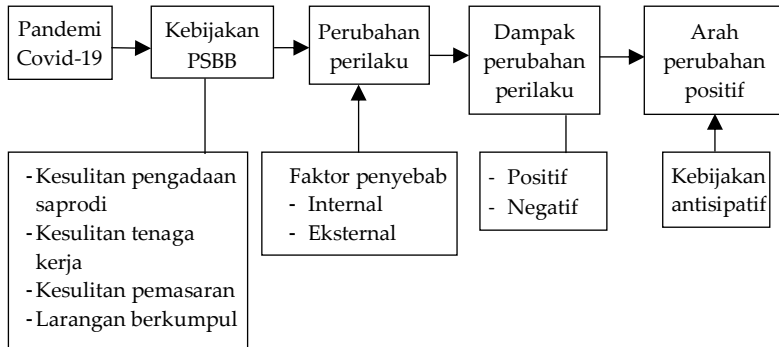 Pandemi
Covid-19
Kebijakan
PSBB
Perubahan
perilaku
Dampak
perubahan
perilaku
Arah
perubahan
positif
- Kesulitan pengadaan
saprodi
- Kesulitan tenaga
kerja
- Kesulitan pemasaran
- Larangan berkumpul
Faktor penyebab
- Internal
- Eksternal
- Positif
- Negatif
Kebijakan
antisipatif